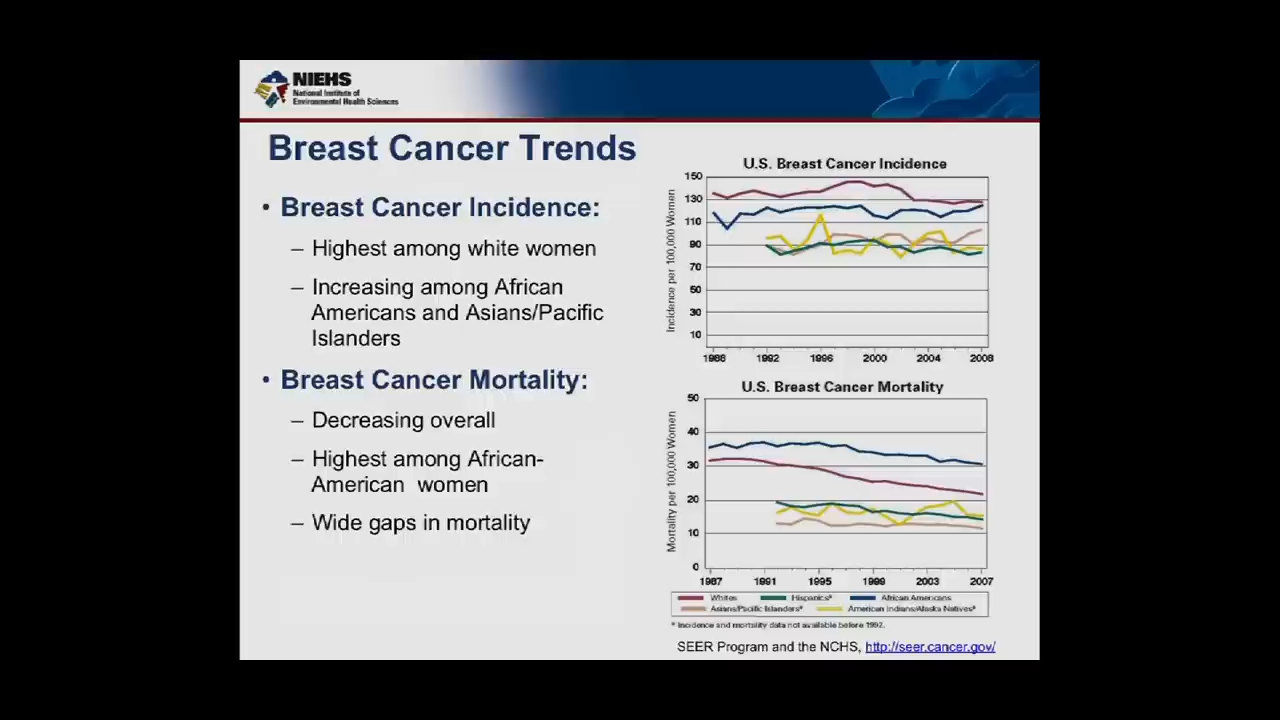 NIEHS
National Institute of
Environmental Health Sciences
Breast Cancer Trends
• Breast Cancer Incidence:
– Highest among white women
– Increasing among African
Americans and Asians/Pacific
Islanders
• Breast Cancer Mortality:
– Decreasing overall
– Highest among African-
American women
– Wide gaps in mortality
U.S. Breast Cancer Incidence
Incidence per 100,000 Women
150
130
110
90
70
50
30
10
1988 1992 1996 2000 2004 2008
U.S. Breast Cancer Mortality
Mortality per 100,000 Women
50
40
30
20
10
0
1987 1991 1995 1999 2003 2007
Whites Hispanics* African Americans
Asians/Pacific Islanders* American Indians/Alaska Natives*
* Incidence and mortality data not available before 1992.
SEER Program and the NCHS, http://seer.cancer.gov/